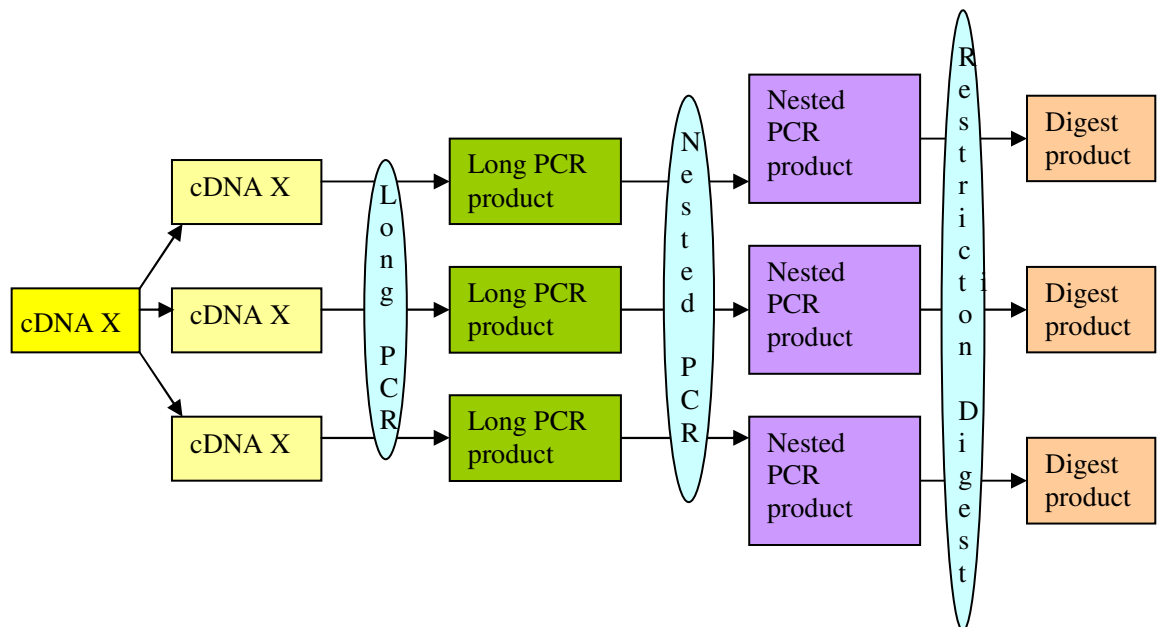 cDNA X
cDNA X
cDNA X
cDNA X
Long PCR
Long PCR
product
Long PCR
product
Long PCR
product
Nested PCR
Nested
PCR
product
Nested
PCR
product
Nested
PCR
product
Restriction Digest
Digest
product
Digest
product
Digest
product